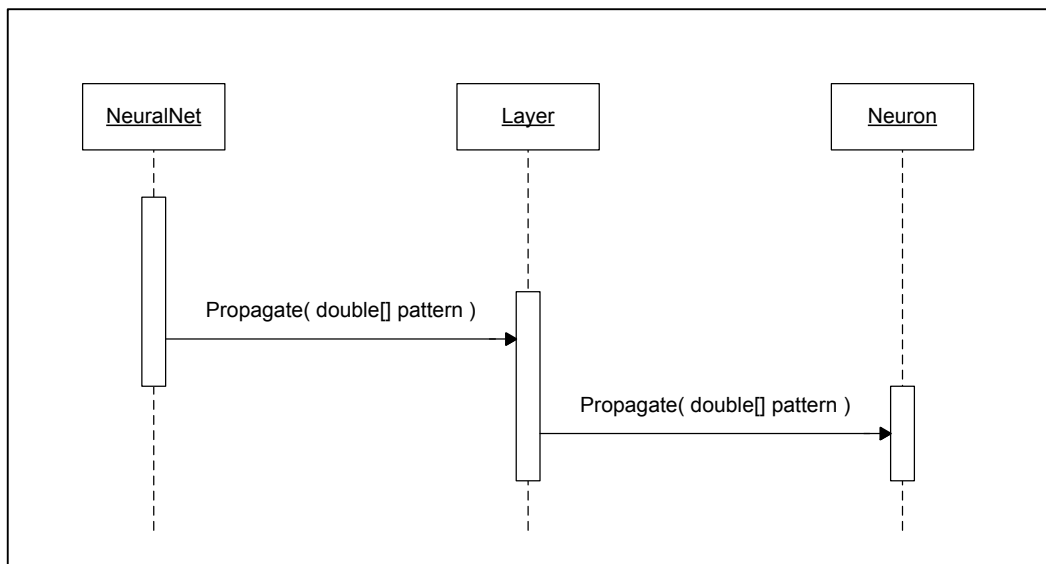 NeuralNet
Layer
Neuron
Propagate( double[] pattern )
Propagate( double[] pattern )